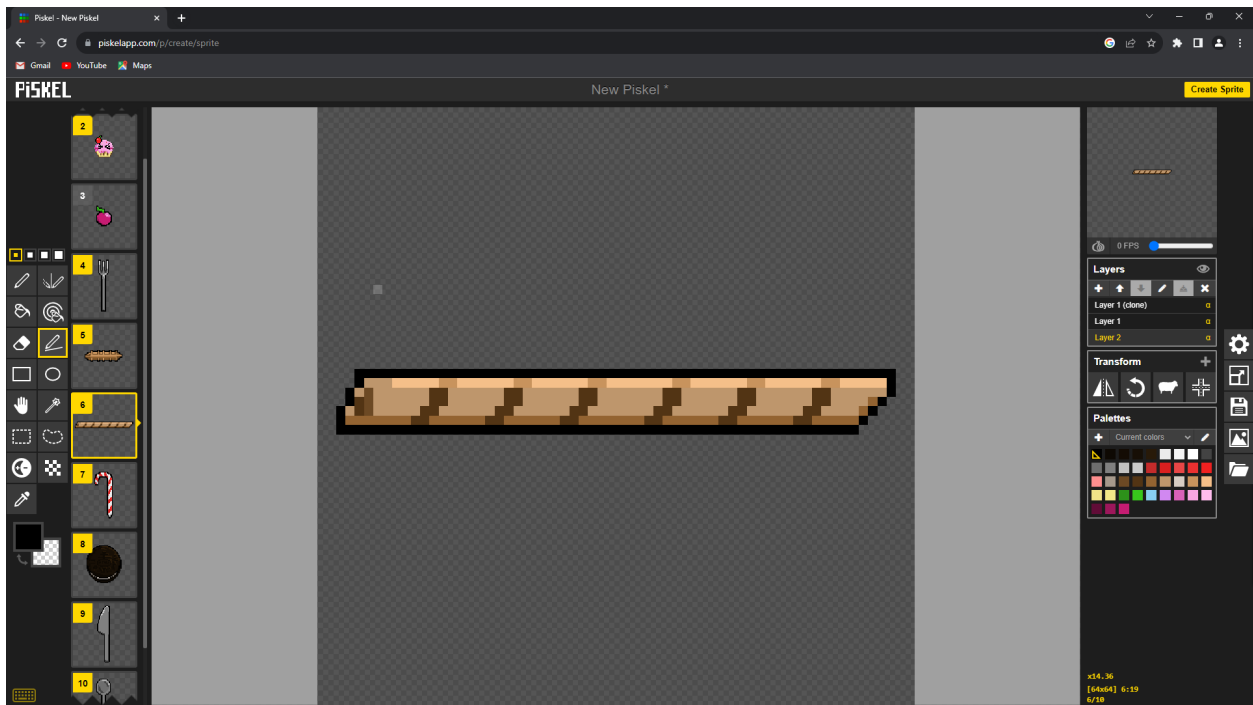 Piskel - New Piskel
piskelapp.com/p/create/sprite
Gmail YouTube Maps
PiSKEL
New Piskel *
Create Sprite
2
3
4
5
6
7
8
9
10
0 FPS
Layers
Layer 1 (clone) α
Layer 1 α
Layer 2 α
Transform
Palettes
Current colors
x14.36
[64x64] 6:19
6/10